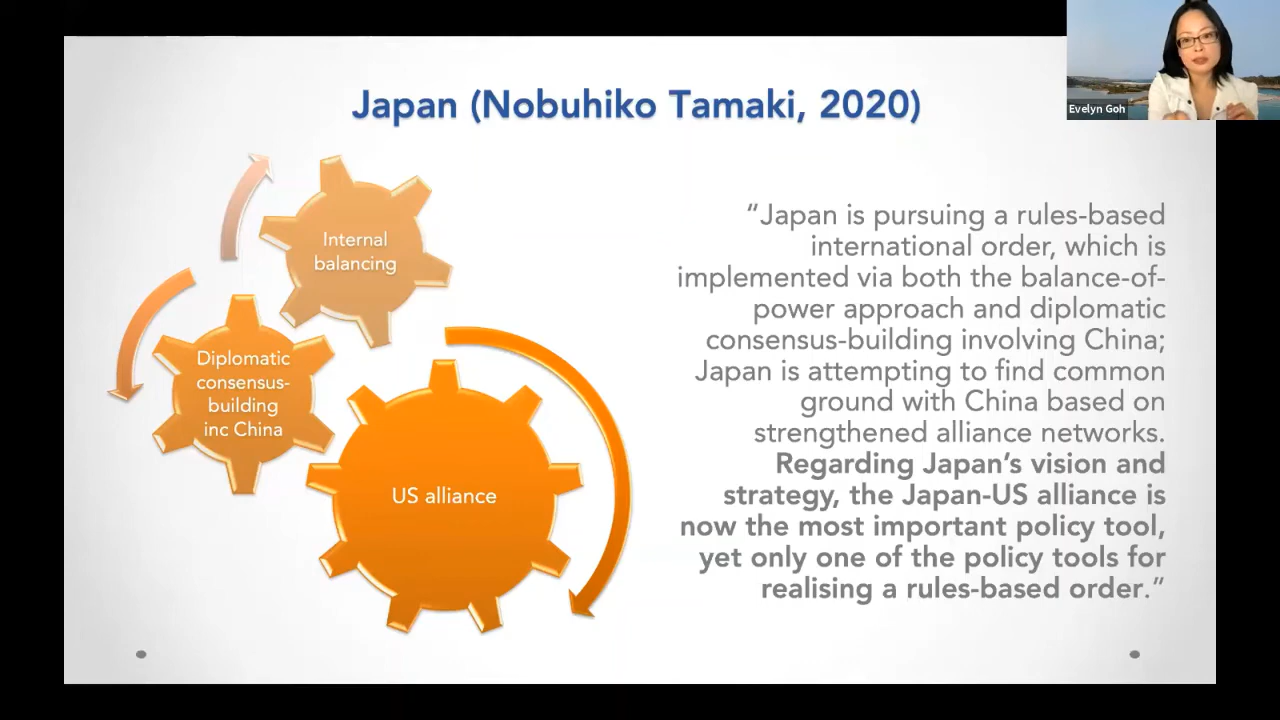 Evelyn Goh
Japan (Nobuhiko Tamaki, 2020)
Internal
balancing
Diplomatic
consensus-
building
inc China
US alliance
“Japan is pursuing a rules-based
international order, which is
implemented via both the balance-of-
power approach and diplomatic
consensus-building involving China;
Japan is attempting to find common
ground with China based on
strengthened alliance networks.
Regarding Japan’s vision and
strategy, the Japan-US alliance is
now the most important policy tool,
yet only one of the policy tools for
realising a rules-based order.”